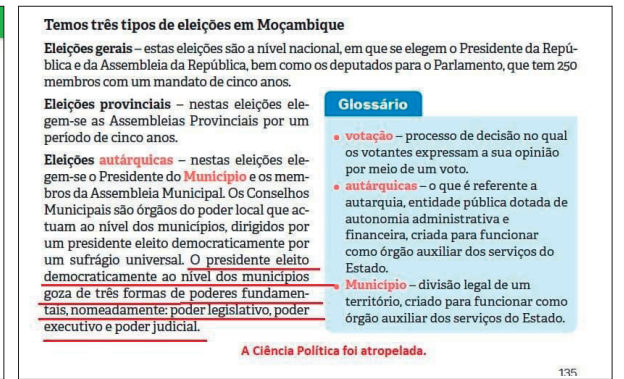 Temos três tipos de eleições em Moçambique
Eleições gerais – estas eleições são a nível nacional, em que se elegem o Presidente da Repú-
blica e da Assembleia da República, bem como os deputados para o Parlamento, que tem 250
membros com um mandato de cinco anos.
Eleições provinciais – nestas eleições ele-
gem-se as Assembleias Provinciais por um
período de cinco anos.
Eleições autárquicas – nestas eleições ele-
gem-se o Presidente do Município e os mem-
bros da Assembleia Municipal. Os Conselhos
Municipais são órgãos do poder local que ac-
tuam ao nível dos municípios, dirigidos por
um presidente eleito democraticamente por
um sufrágio universal. O presidente eleito
democraticamente ao nível dos municípios
goza de três formas de poderes fundamen-
tais, nomeadamente: poder legislativo, poder
executivo e poder judicial.
Glossário
• votação – processo de decisão no qual
os votantes expressam a sua opinião
por meio de um voto.
• autárquicas – o que é referente a
autarquia, entidade pública dotada de
autonomia administrativa e
financeira, criada para funcionar
como órgão auxiliar dos serviços do
Estado.
• Município – divisão legal de um
território, criado para funcionar como
órgão auxiliar dos serviços do Estado.
A Ciência Política foi atropelada.
135